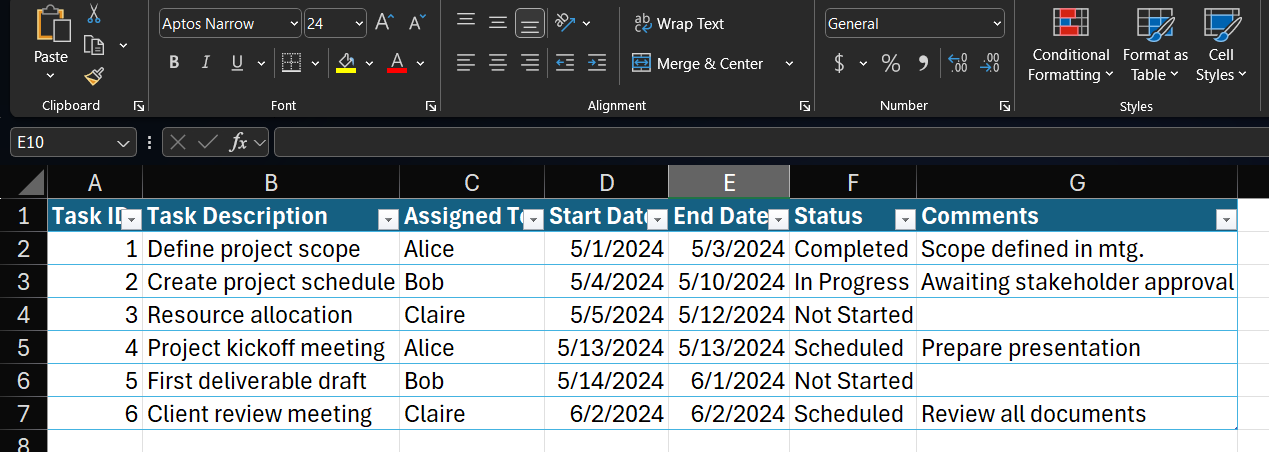 Aptos Narrow 24 A A ab Wrap Text General
Paste B I U A Merge & Center $ % 9 .00 .00 Conditional Formatting Format as Table Cell Styles
Clipboard Font Alignment Number Styles
E10 fx
A B C D E F G
1 Task ID Task Description Assigned To Start Date End Date Status Comments
2 1 Define project scope Alice 5/1/2024 5/3/2024 Completed Scope defined in mtg.
3 2 Create project schedule Bob 5/4/2024 5/10/2024 In Progress Awaiting stakeholder approval
4 3 Resource allocation Claire 5/5/2024 5/12/2024 Not Started
5 4 Project kickoff meeting Alice 5/13/2024 5/13/2024 Scheduled Prepare presentation
6 5 First deliverable draft Bob 5/14/2024 6/1/2024 Not Started
7 6 Client review meeting Claire 6/2/2024 6/2/2024 Scheduled Review all documents
8